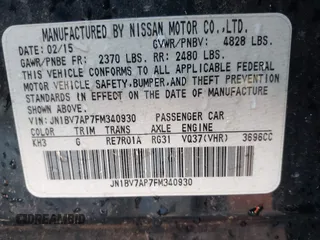 MANUFACTURED BY NISSAN MOTOR CO.,LTD.
DATE: 02/15 GVWR/PNBV: 4828 LBS.
GAWR/PNBE FR: 2370 LBS. RR: 2480 LBS.
THIS VEHICLE CONFORMS TO ALL APPLICABLE FEDERAL
MOTOR VEHICLE SAFETY, BUMPER, AND THEFT PREVENTION
STANDARDS IN EFFECT ON THE DATE OF MANUFACTURE
SHOWN ABOVE.
VIN: JN1BV7AP7FM340930 PASSENGER CAR
COLOR TRIM TRANS AXLE ENGINE
KH3 G RE7R01A RG31 VQ37(VHR) 3696CC
JN1BV7AP7FM340930
©IDREAMBID